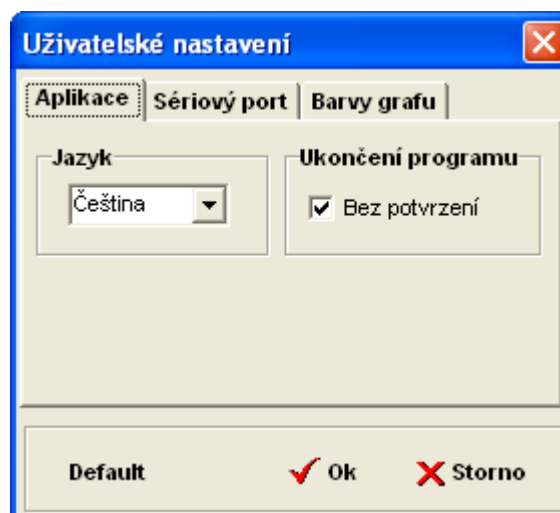 Uživatelské nastavení
Aplikace Sériový port Barvy grafu
Jazyk Ukončení programu
Čeština Bez potvrzení
Default Ok Storno